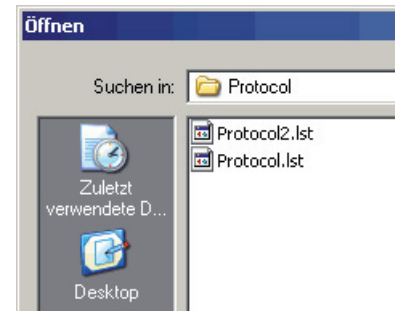 Öffnen
Suchen in: Protocol
Protocol2.lst
Protocol.lst
Zuletzt
verwendete D...
Desktop